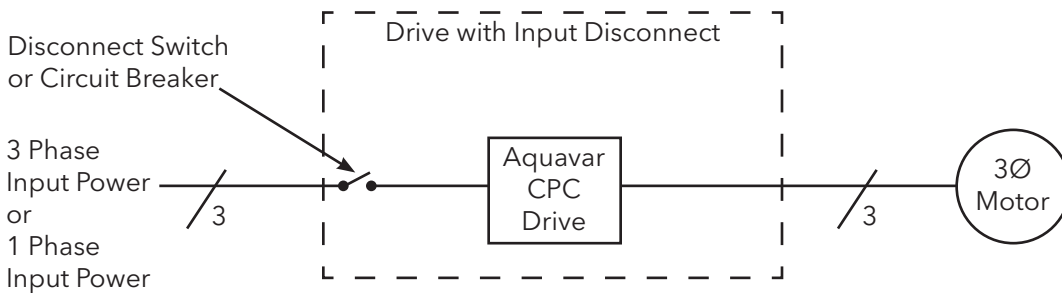 Drive with Input Disconnect
Disconnect Switch
or Circuit Breaker
3 Phase
Input Power
or
1 Phase
Input Power
3
Aquavar
CPC
Drive
3
3Ø
Motor